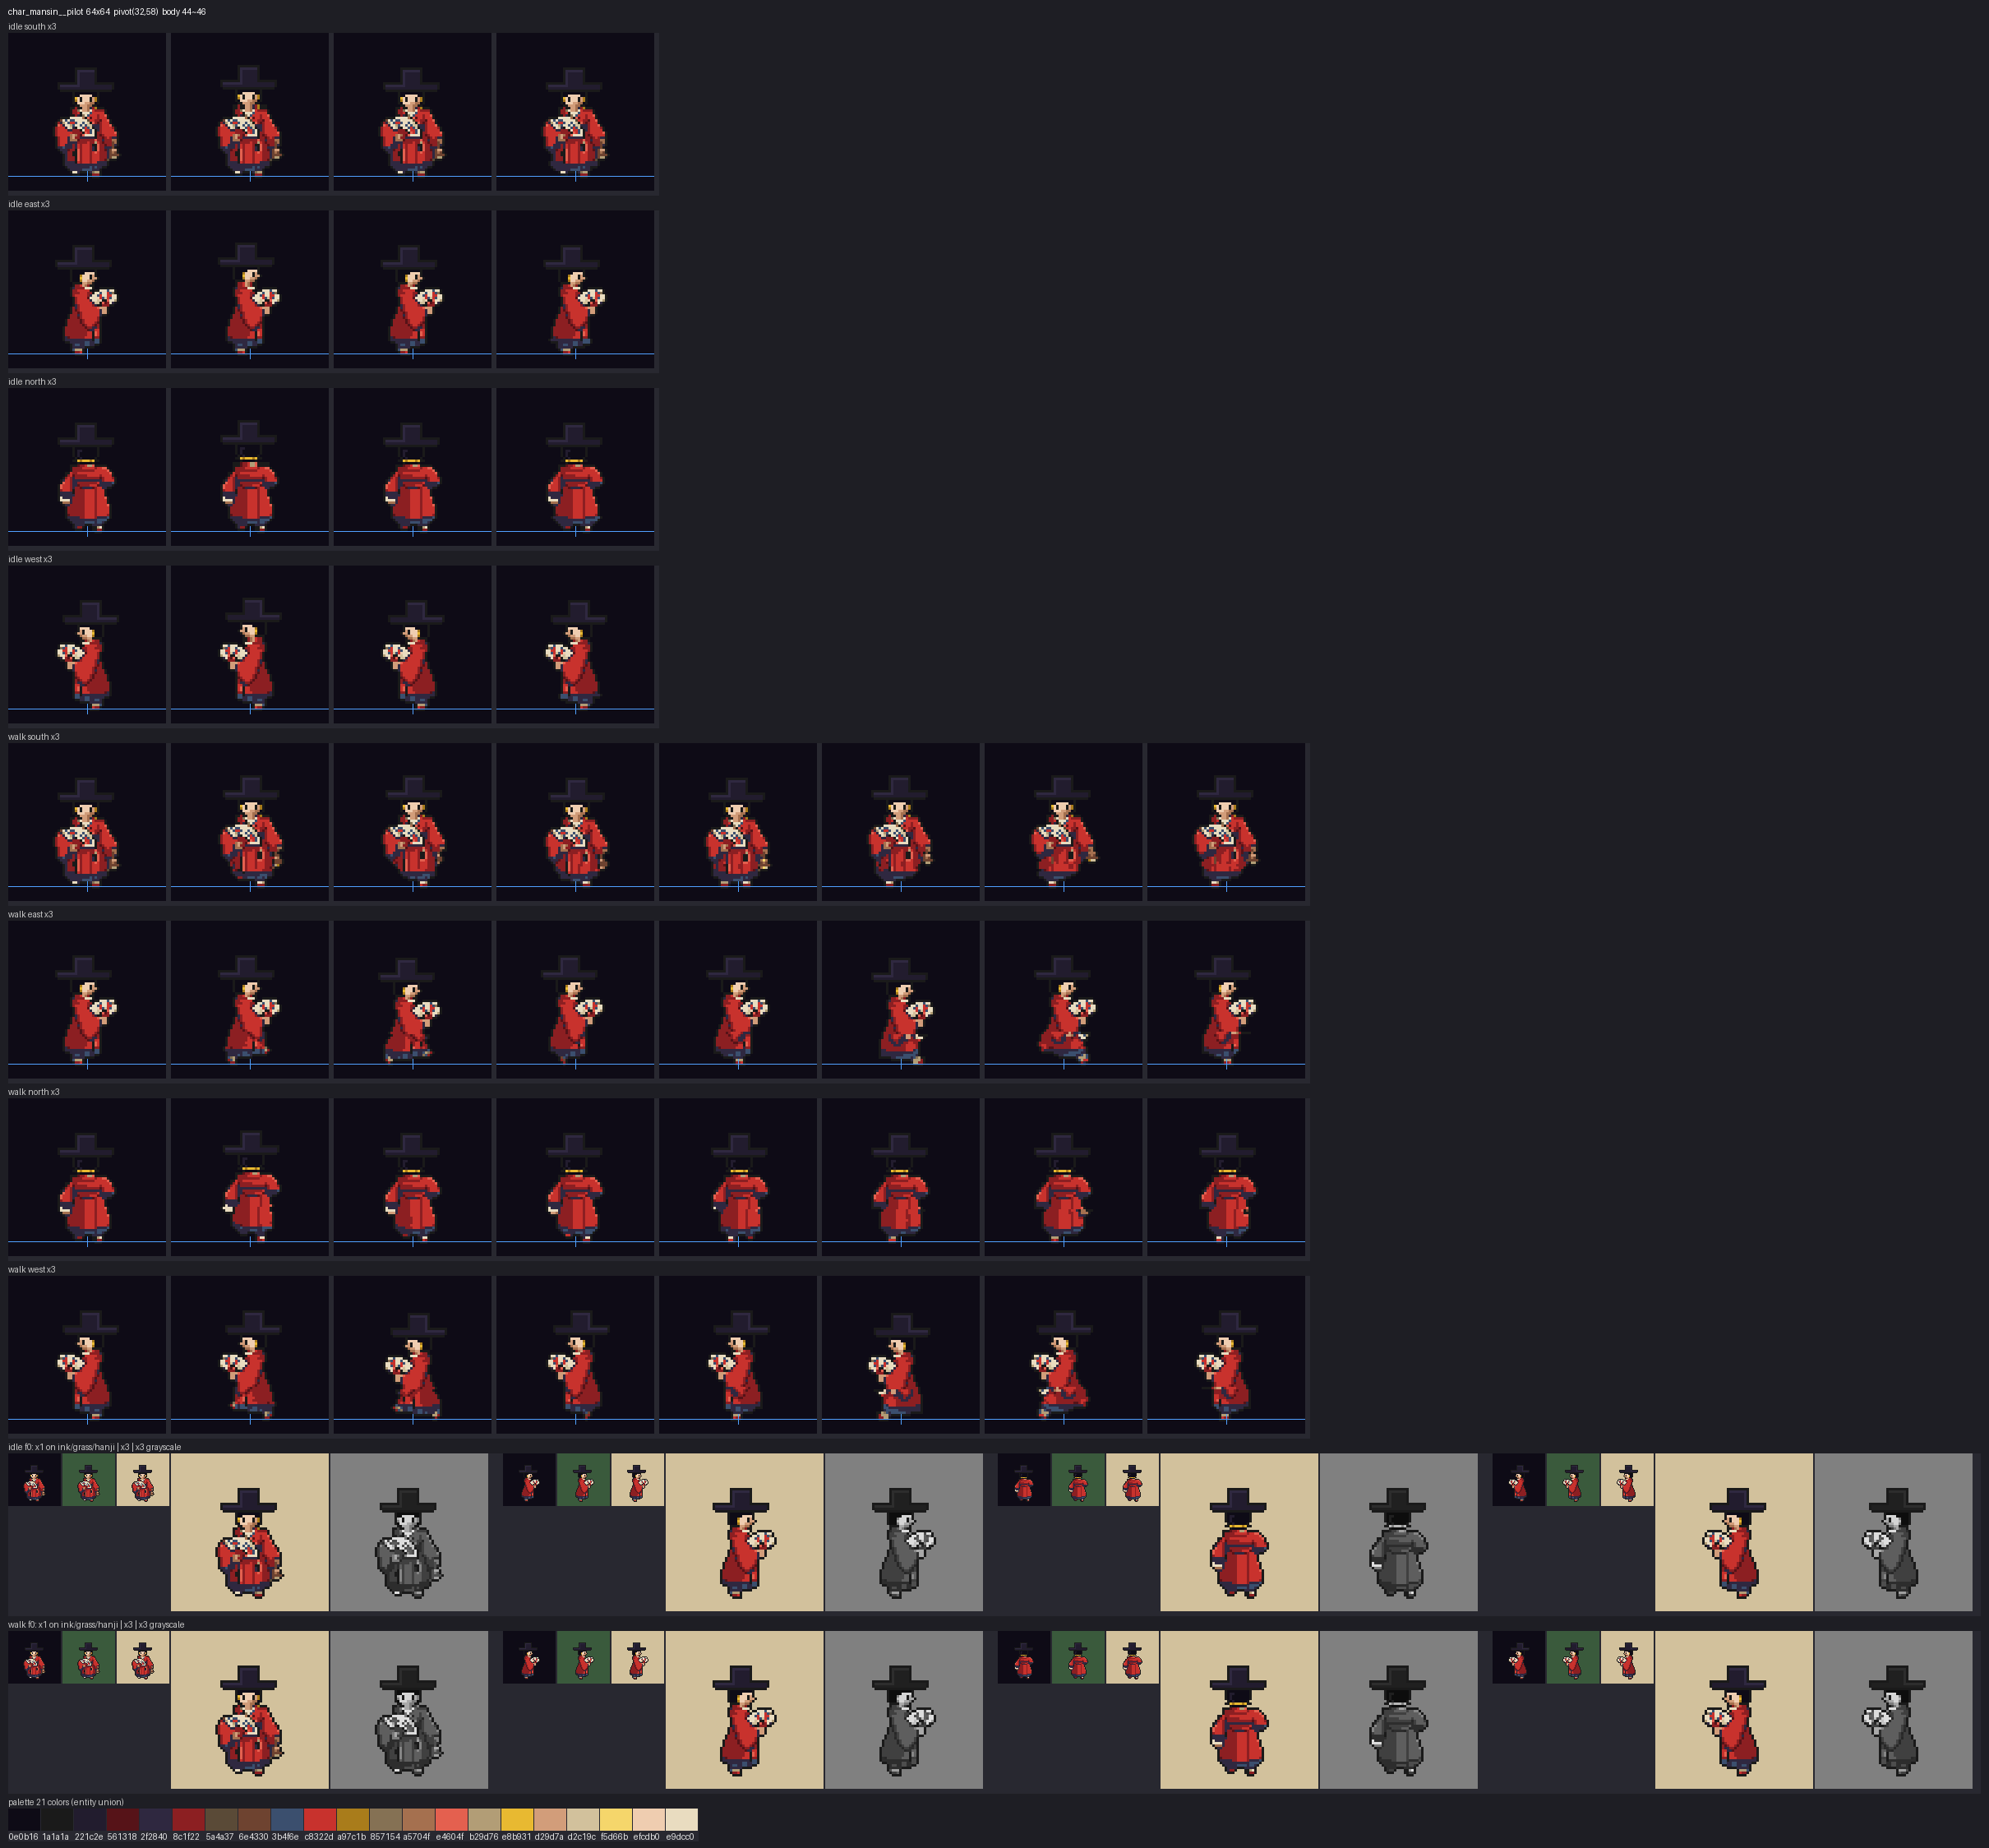 char_mansin__pilot 64x64 pivot(32,58) body 44~46
idle south x3
idle east x3
idle north x3
idle west x3
walk south x3
walk east x3
walk north x3
walk west x3
idle f0: x1 on ink/grass/hanji | x3 | x3 grayscale
walk f0: x1 on ink/grass/hanji | x3 | x3 grayscale
palette 21 colors (entity union)
0e0b16 1a1a1a 221c2e 561318 2f2840 8c1f22 5a4a37 6e4330 3b4f6e c8322d a97c1b 857154 a5704f e4604f b29d76 e8b931 d29d7a d2c19c f5d66b efcdb0 e9dcc0